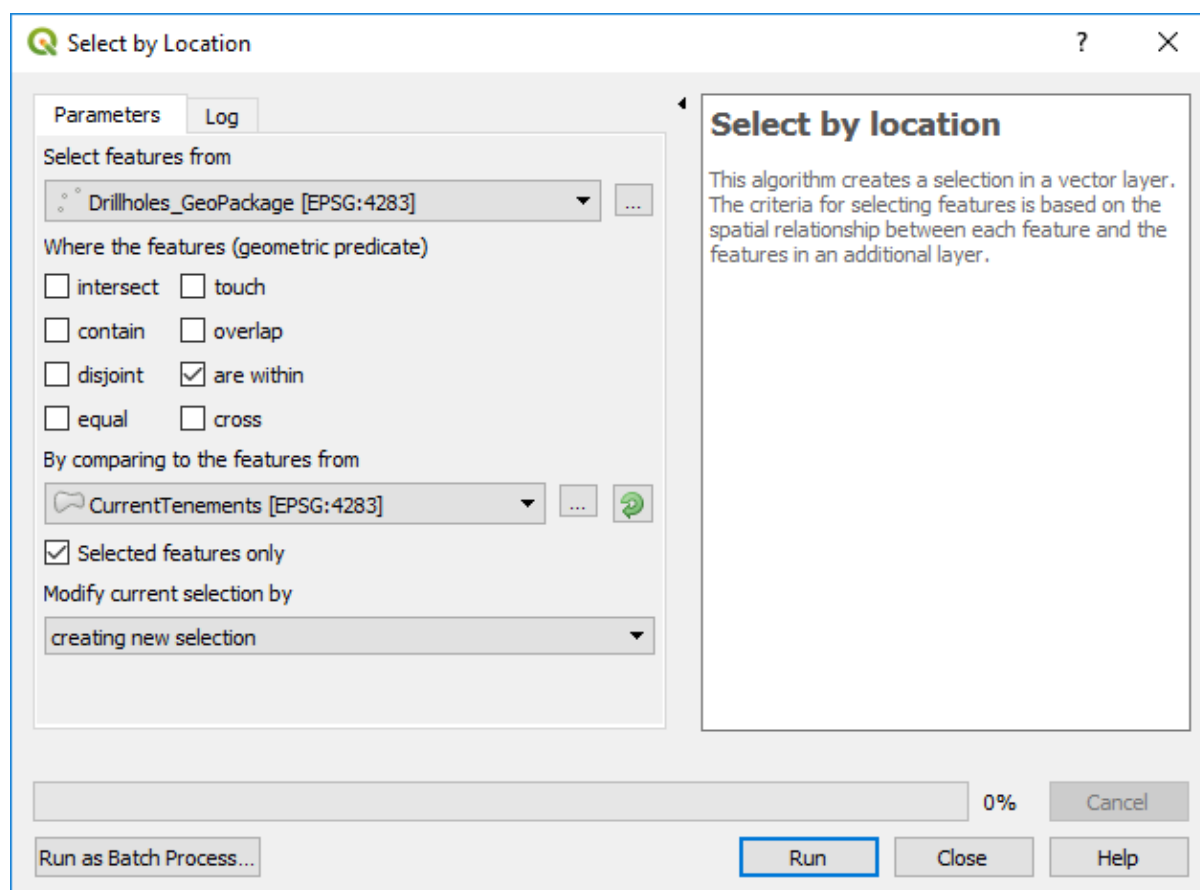 Select by Location
?
Parameters
Log
Select features from
Drillholes_GeoPackage [EPSG:4283]
...
Where the features (geometric predicate)
intersect
touch
contain
overlap
disjoint
are within
equal
cross
By comparing to the features from
CurrentTenements [EPSG:4283]
...
Selected features only
Modify current selection by
creating new selection
Select by location
This algorithm creates a selection in a vector layer.
The criteria for selecting features is based on the
spatial relationship between each feature and the
features in an additional layer.
0%
Cancel
Run as Batch Process...
Run
Close
Help